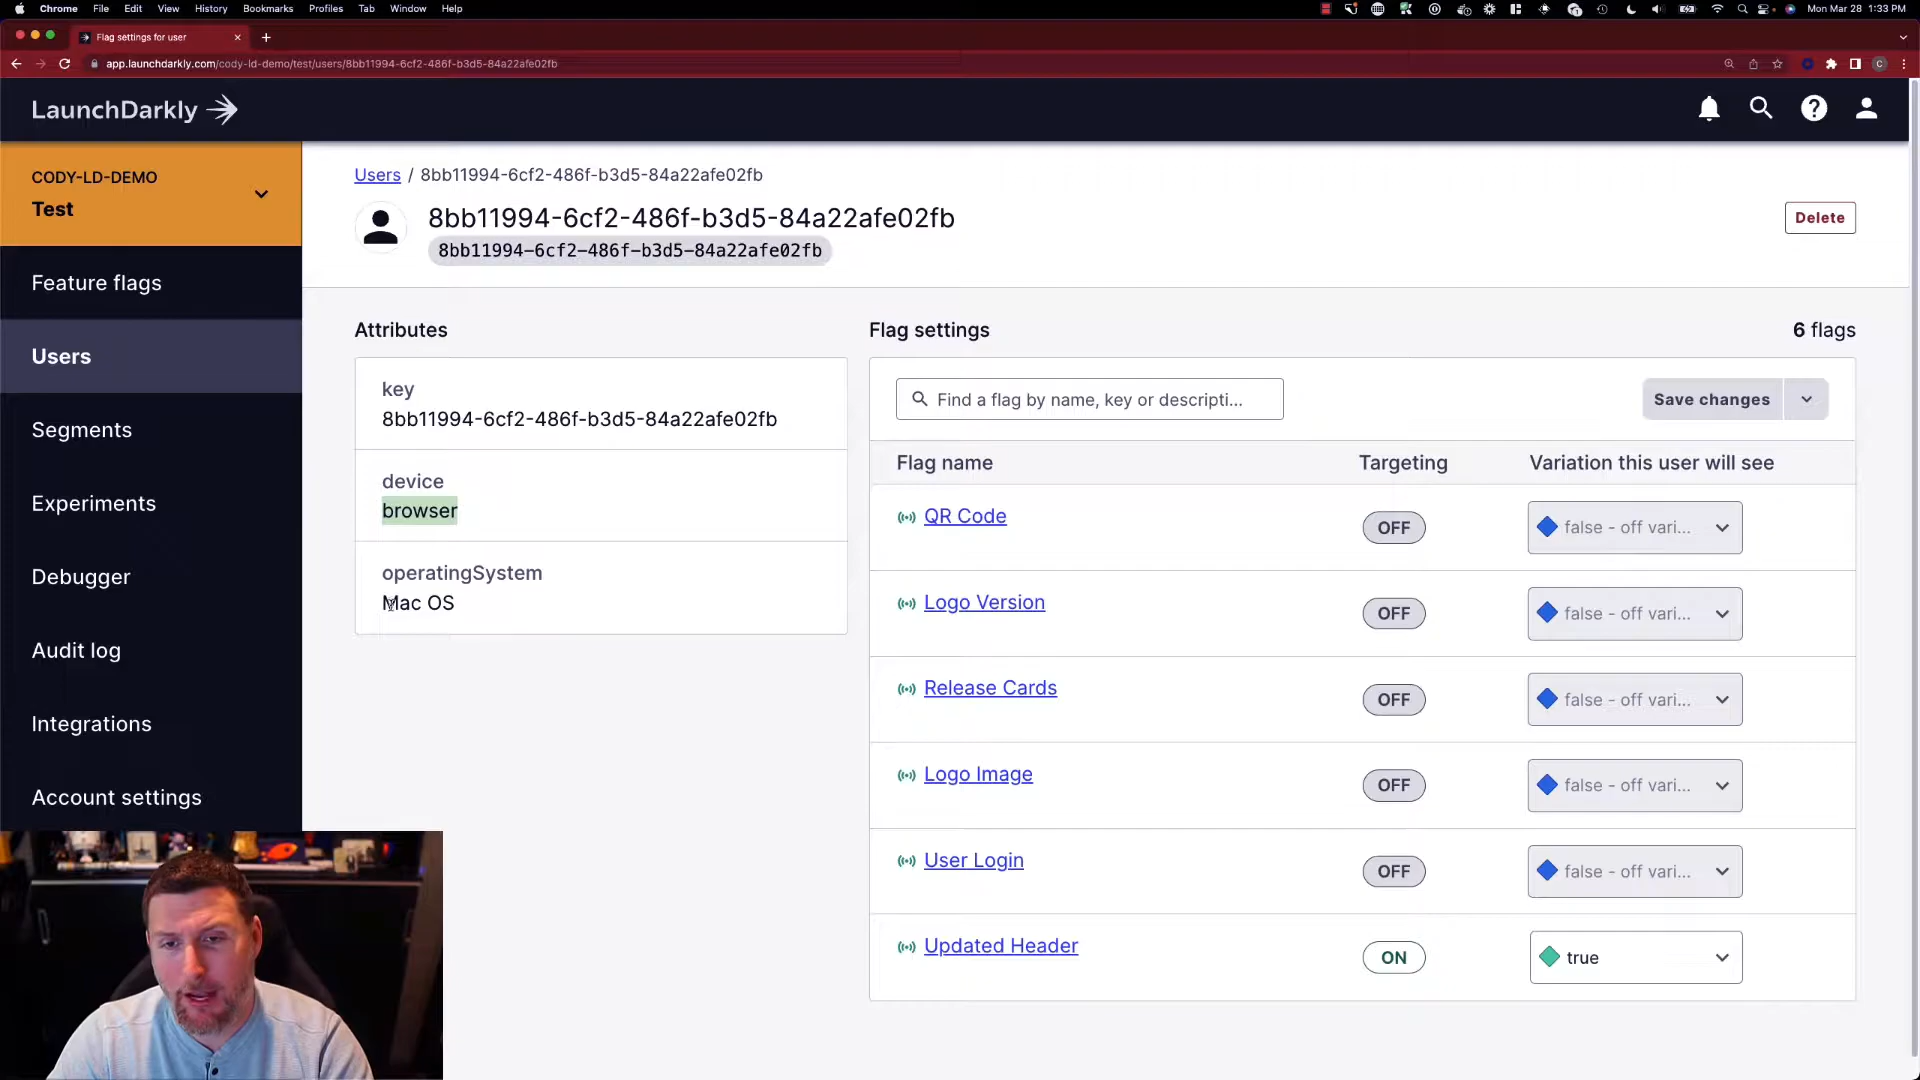 Chrome File Edit View History Bookmarks Profiles Tab Window Help
Mon Mar 28 1:33 PM
Flag settings for user
app.launchdarkly.com/cody-ld-demo/test/users/8bb11994-6cf2-486f-b3d5-84a22afe02fb
LaunchDarkly
CODY-LD-DEMO
Test
Feature flags
Users
Segments
Experiments
Debugger
Audit log
Integrations
Account settings
Users / 8bb11994-6cf2-486f-b3d5-84a22afe02fb
8bb11994-6cf2-486f-b3d5-84a22afe02fb
8bb11994-6cf2-486f-b3d5-84a22afe02fb
Delete
Attributes
key
8bb11994-6cf2-486f-b3d5-84a22afe02fb
device
browser
operatingSystem
Mac OS
Flag settings
6 flags
Find a flag by name, key or descripti...
Save changes
Flag name Targeting Variation this user will see
QR Code OFF false - off vari...
Logo Version OFF false - off vari...
Release Cards OFF false - off vari...
Logo Image OFF false - off vari...
User Login OFF false - off vari...
Updated Header ON true